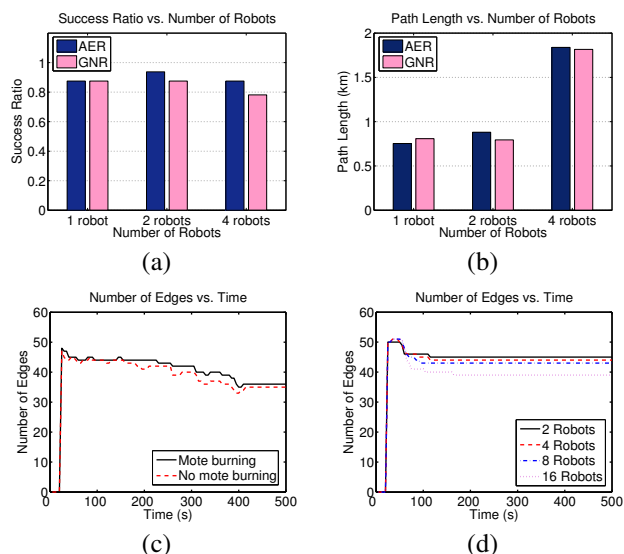 Success Ratio vs. Number of Robots
AER
GNR
1
0.8
0.6
0.4
0.2
0
Success Ratio
1 robot 2 robots 4 robots
Number of Robots
(a)
Path Length vs. Number of Robots
AER
GNR
2
1.5
1
0.5
0
Path Length (km)
1 robot 2 robots 4 robots
Number of Robots
(b)
Number of Edges vs. Time
60
50
40
30
20
10
0
Number of Edges
Mote burning
No mote burning
0 100 200 300 400 500
Time (s)
(c)
Number of Edges vs. Time
60
50
40
30
20
10
0
Number of Edges
2 Robots
4 Robots
8 Robots
16 Robots
0 100 200 300 400 500
Time (s)
(d)